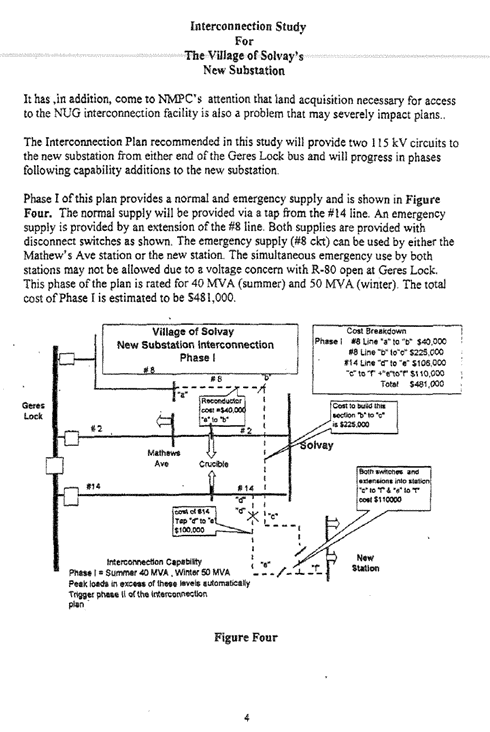 Interconnection Study
For
The Village of Solvay's
New Substation
It has ,in addition, come to NMPC's attention that land acquisition necessary for access
to the NUG interconnection facility is also a problem that may severely impact plans..
The Interconnection Plan recommended in this study will provide two 115 kV circuits to
the new substation from either end of the Geres Lock bus and will progress in phases
following capability additions to the new substation.
Phase I of this plan provides a normal and emergency supply and is shown in Figure
Four. The normal supply will be provided via a tap from the #14 line. An emergency
supply is provided by an extension of the #8 line. Both supplies are provided with
disconnect switches as shown. The emergency supply (#8 ckt) can be used by either the
Mathew's Ave station or the new station. The simultaneous emergency use by both
stations may not be allowed due to a voltage concern with R-80 open at Geres Lock.
This phase of the plan is rated for 40 MVA (summer) and 50 MVA (winter). The total
cost of Phase I is estimated to be $481,000.
Village of Solvay
New Substation Interconnection
Phase I
Cost Breakdown
Phase I #8 Line "a" to "b" $40,000
#8 Line "b" to"c" $225,000
#14 Line "d" to "e" $106,000
"c" to "f" +"e"to"f" $110,000
Total $481,000
#8
#8
"b"
"a"
Reconductor
cost =$40,000
"a" to "b"
Cost to build this
section "b" to "c"
is $225,000
Geres
Lock
#2
#2
Solvay
Mathews
Ave
Crucible
Both switches and
extensions into station
"c" to "f" & "e" to "f"
cost $110000
#14
#14
"d"
"d"
cost of #14
Tap "d" to "e"
$100,000
"c"
"e"
"f"
New
Station
Interconnection Capability
Phase I = Summer 40 MVA , Winter 50 MVA
Peak loads in excess of these levels automatically
Trigger phase II of the interconnection
plan
Figure Four
4